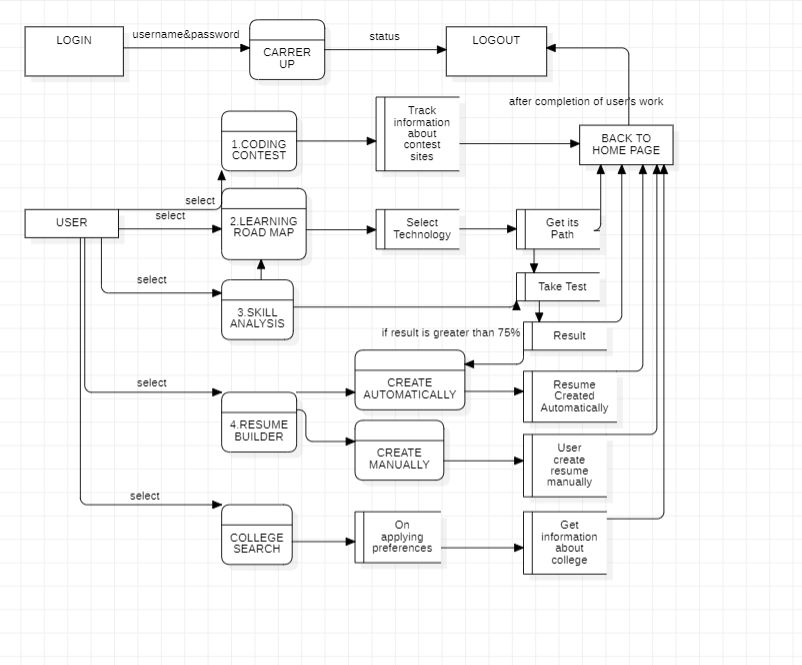 LOGIN
username&password
CARRER
UP
status
LOGOUT
after completion of user's work
1.CODING
CONTEST
Track
information
about
contest
sites
BACK TO
HOME PAGE
select
USER
select
2.LEARNING
ROAD MAP
Select
Technology
Get its
Path
select
3.SKILL
ANALYSIS
Take Test
if result is greater than 75%
Result
select
4.RESUME
BUILDER
CREATE
AUTOMATICALLY
Resume
Created
Automatically
CREATE
MANUALLY
User
create
resume
manually
select
COLLEGE
SEARCH
On
applying
preferences
Get
information
about
college